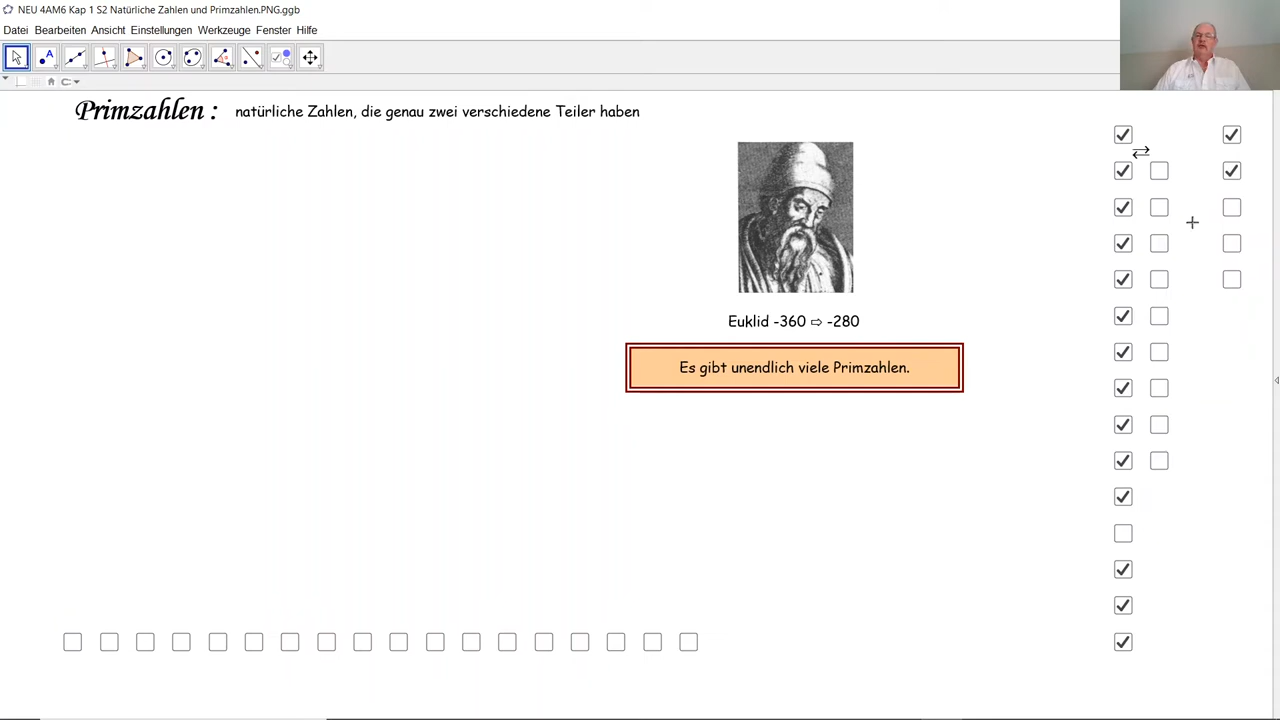 NEU 4AM6 Kap 1 S2 Natürliche Zahlen und Primzahlen.PNG.ggb
Datei Bearbeiten Ansicht Einstellungen Werkzeuge Fenster Hilfe
Primzahlen : natürliche Zahlen, die genau zwei verschiedene Teiler haben
Euklid -360 ⇨ -280
Es gibt unendlich viele Primzahlen.